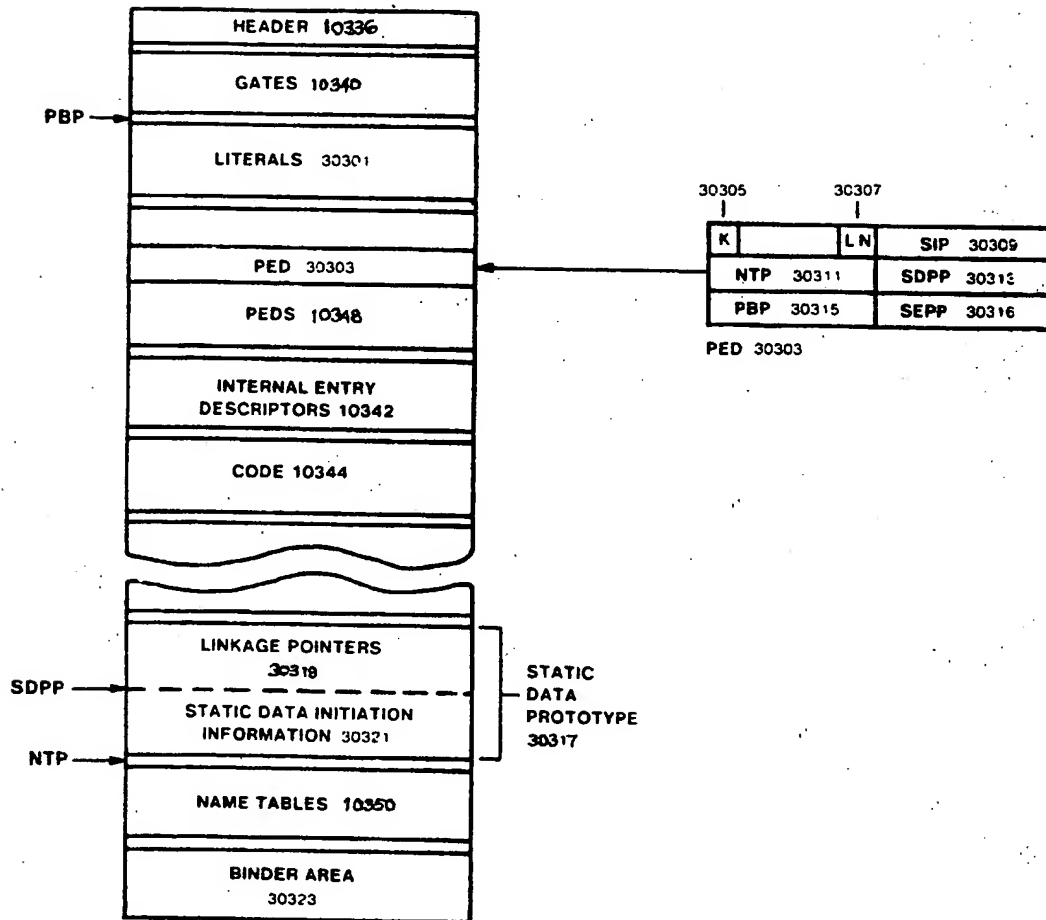 HEADER 10336
GATES 10340
PBP
LITERALS 30301
30305 30307
K LN SIP 30309
PED 30303
NTP 30311 SDPP 30313
PEDS 10348
PBP 30315 SEPP 30316
PED 30303
INTERNAL ENTRY
DESCRIPTORS 10342
CODE 10344
LINKAGE POINTERS
30319
SDPP
STATIC DATA INITIATION
INFORMATION 30321
STATIC
DATA
PROTOTYPE
30317
NTP
NAME TABLES 10350
BINDER AREA
30323